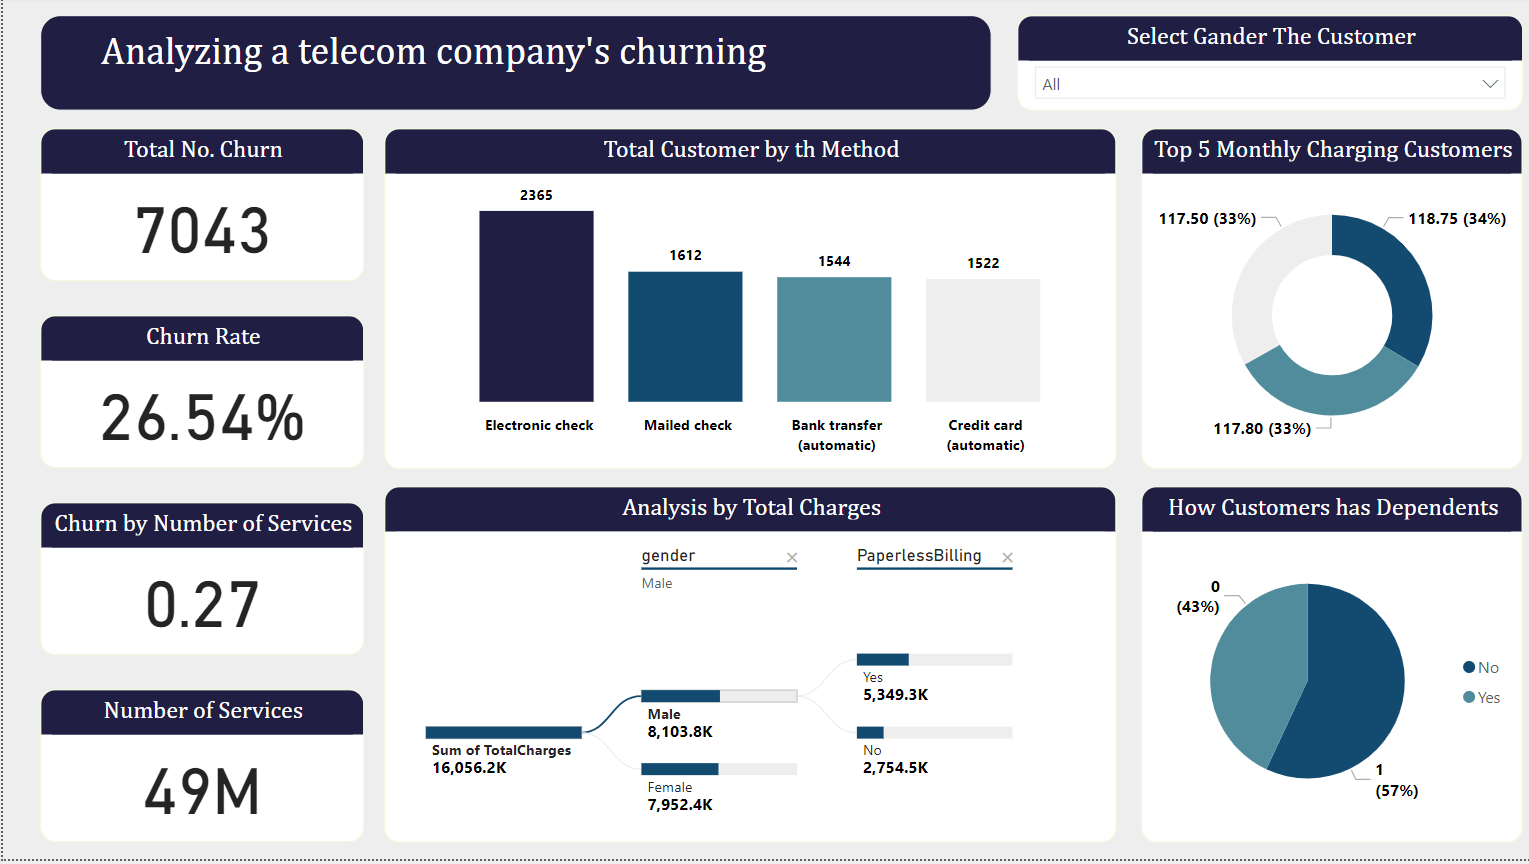 Analyzing a telecom company's churning
Select Gander The Customer
All
Total No. Churn
7043
Churn Rate
26.54%
Churn by Number of Services
0.27
Number of Services
49M
Total Customer by th Method
2365
1612
1544
1522
Electronic check
Mailed check
Bank transfer
(automatic)
Credit card
(automatic)
Top 5 Monthly Charging Customers
117.50 (33%)
118.75 (34%)
117.80 (33%)
Analysis by Total Charges
gender
Male
PaperlessBilling
Sum of TotalCharges
16,056.2K
Male
8,103.8K
Female
7,952.4K
Yes
5,349.3K
No
2,754.5K
How Customers has Dependents
0
(43%)
1
(57%)
No
Yes